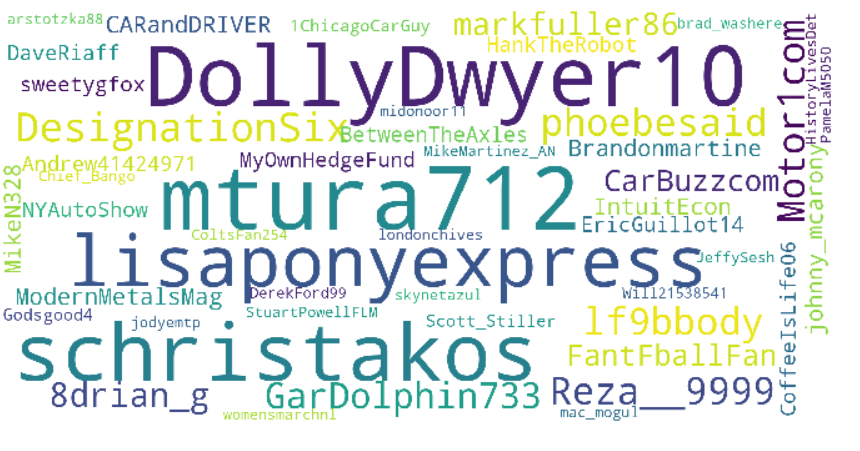 arstotzka88
CARandDRIVER
1ChicagoCarGuy
markfuller86
brad_washere
DaveRiaff
HankTheRobot
sweetygfox
DollyDwyer10
Motor1com
HistoryLivesDet
PamelaM5050
midonoor11
DesignationSix
BetweenTheAxles
phoebesaid
MyOwnHedgeFund
MikeMartinez_AN
Brandonmartine
Andrew41424971
Chief_Bango
MikeN328
mtura712
CarBuzzcom
NYAutoShow
IntuitEcon
EricGuillot14
johnny_mcarony
ColtsFan254
londonchives
lisaponyexpress
JeffySesh
CoffeeIsLife06
ModernMetalsMag
DerekFord99
skynetazul
Will21538541
Godsgood4
jodyemtp
StuartPowellFLM
Scott_Stiller
lf9bbody
schristakos
FantFballFan
8drian_g
GarDolphin733
Reza__9999
womensmarchnl
mac_mogul